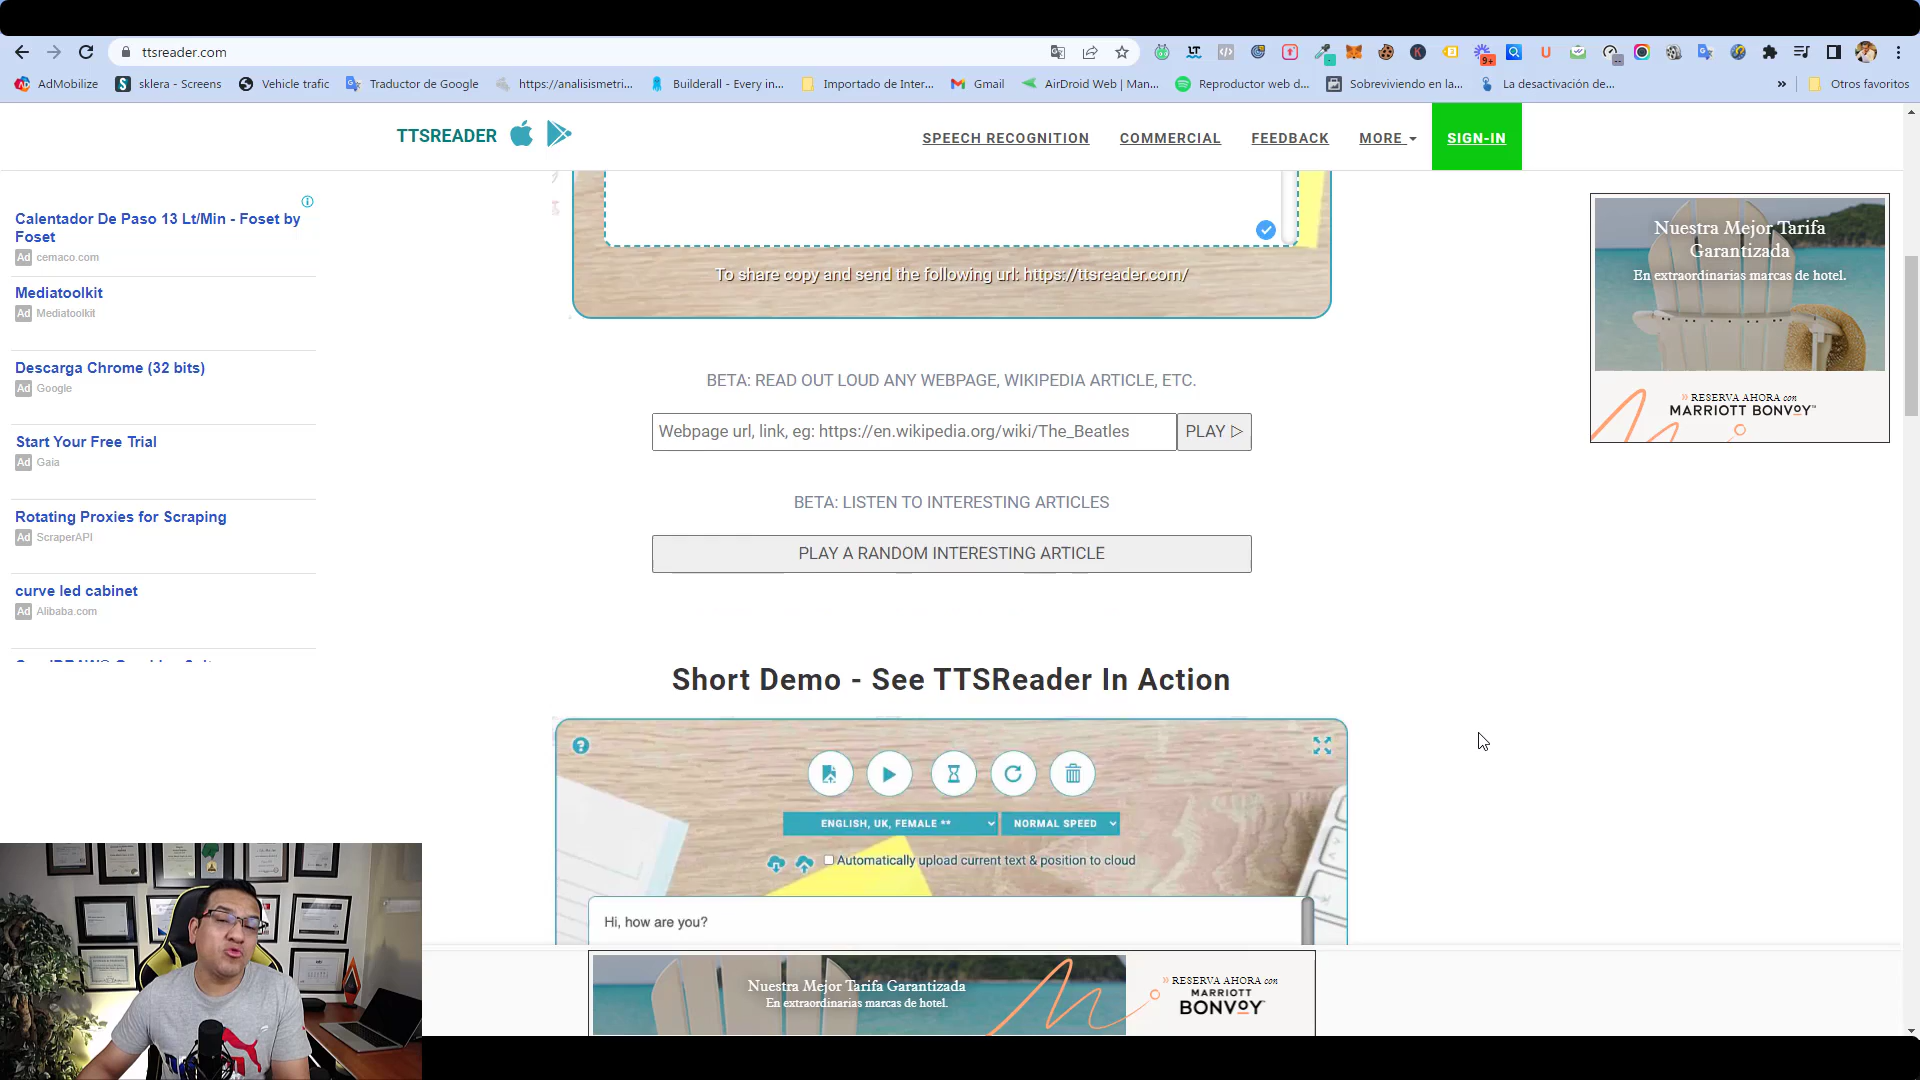 ttsreader.com
9+
AdMobilize
sklera - Screens
Vehicle trafic
Traductor de Google
https://analisismetri...
Builderall - Every in...
Importado de Inter...
Gmail
AirDroid Web | Man...
Reproductor web d...
Sobreviviendo en la...
La desactivación de...
»
Otros favoritos
TTSREADER
SPEECH RECOGNITION
COMMERCIAL
FEEDBACK
MORE
SIGN-IN
Calentador De Paso 13 Lt/Min - Foset by
Foset
Ad cemaco.com
Mediatoolkit
Ad Mediatoolkit
Descarga Chrome (32 bits)
Ad Google
Start Your Free Trial
Ad Gaia
Rotating Proxies for Scraping
Ad ScraperAPI
curve led cabinet
Ad Alibaba.com
To share copy and send the following url: https://ttsreader.com/
BETA: READ OUT LOUD ANY WEBPAGE, WIKIPEDIA ARTICLE, ETC.
Webpage url, link, eg: https://en.wikipedia.org/wiki/The_Beatles
PLAY ▷
BETA: LISTEN TO INTERESTING ARTICLES
PLAY A RANDOM INTERESTING ARTICLE
Short Demo - See TTSReader In Action
ENGLISH, UK, FEMALE **
NORMAL SPEED
Automatically upload current text & position to cloud
Hi, how are you?
Nuestra Mejor Tarifa
Garantizada
En extraordinarias marcas de hotel.
» RESERVA AHORA con
MARRIOTT BONVOY™
Nuestra Mejor Tarifa Garantizada
En extraordinarias marcas de hotel.
» RESERVA AHORA con
MARRIOTT
BONVOY™